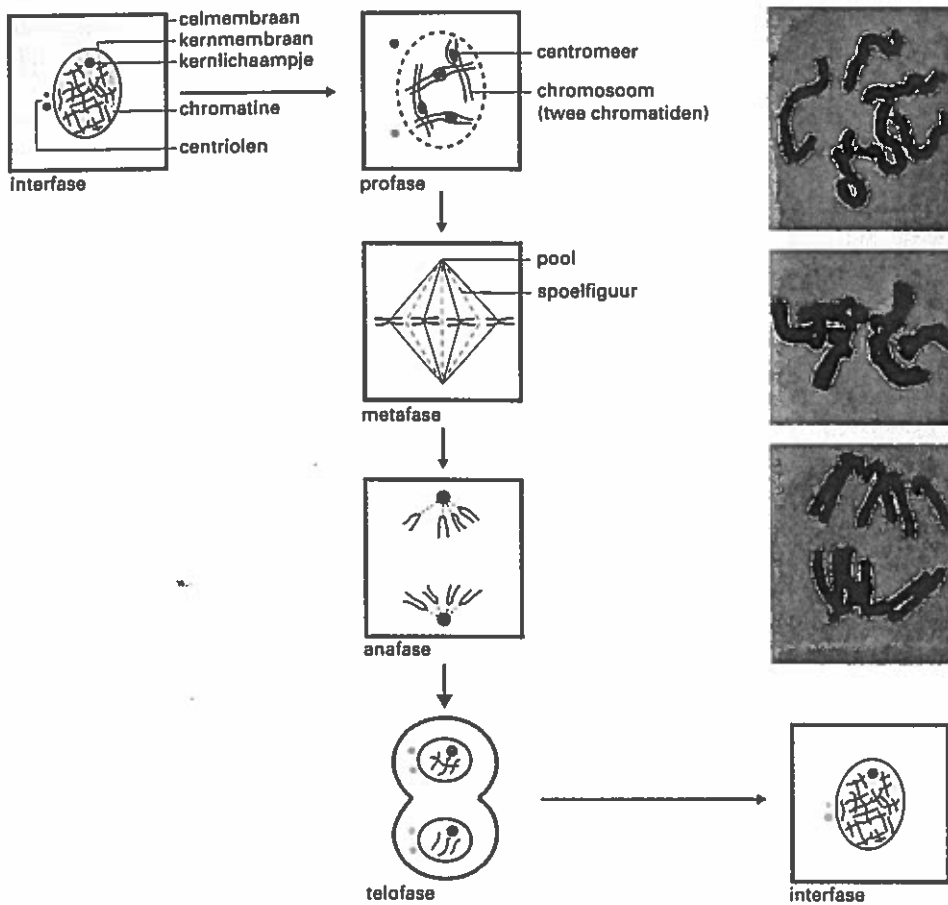 celmembraan
kernmembraan
kernlichaampje
chromatine
centriolen
interfase
centromeer
chromosoom
(twee chromatiden)
profase
pool
spoelfiguur
metafase
anafase
telofase
interfase